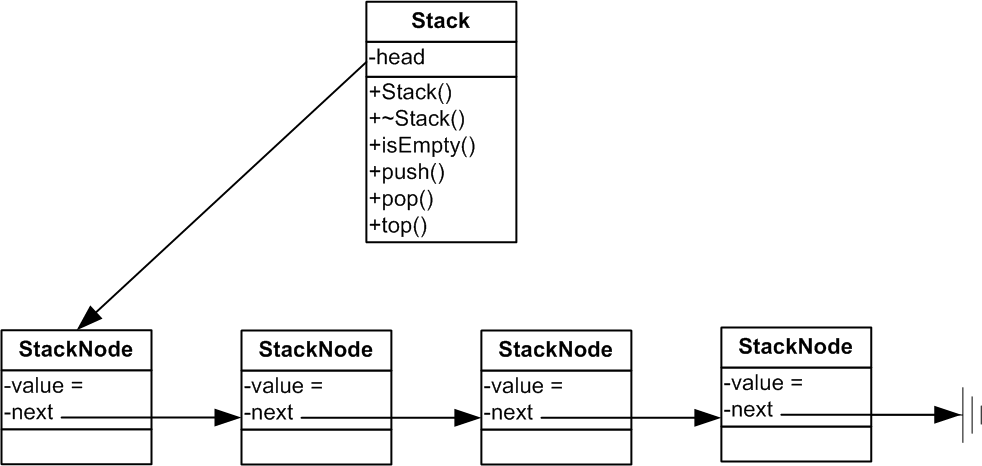 Stack
-head
+Stack()
+~Stack()
+isEmpty()
+push()
+pop()
+top()
StackNode
-value =
-next
StackNode
-value =
-next
StackNode
-value =
-next
StackNode
-value =
-next